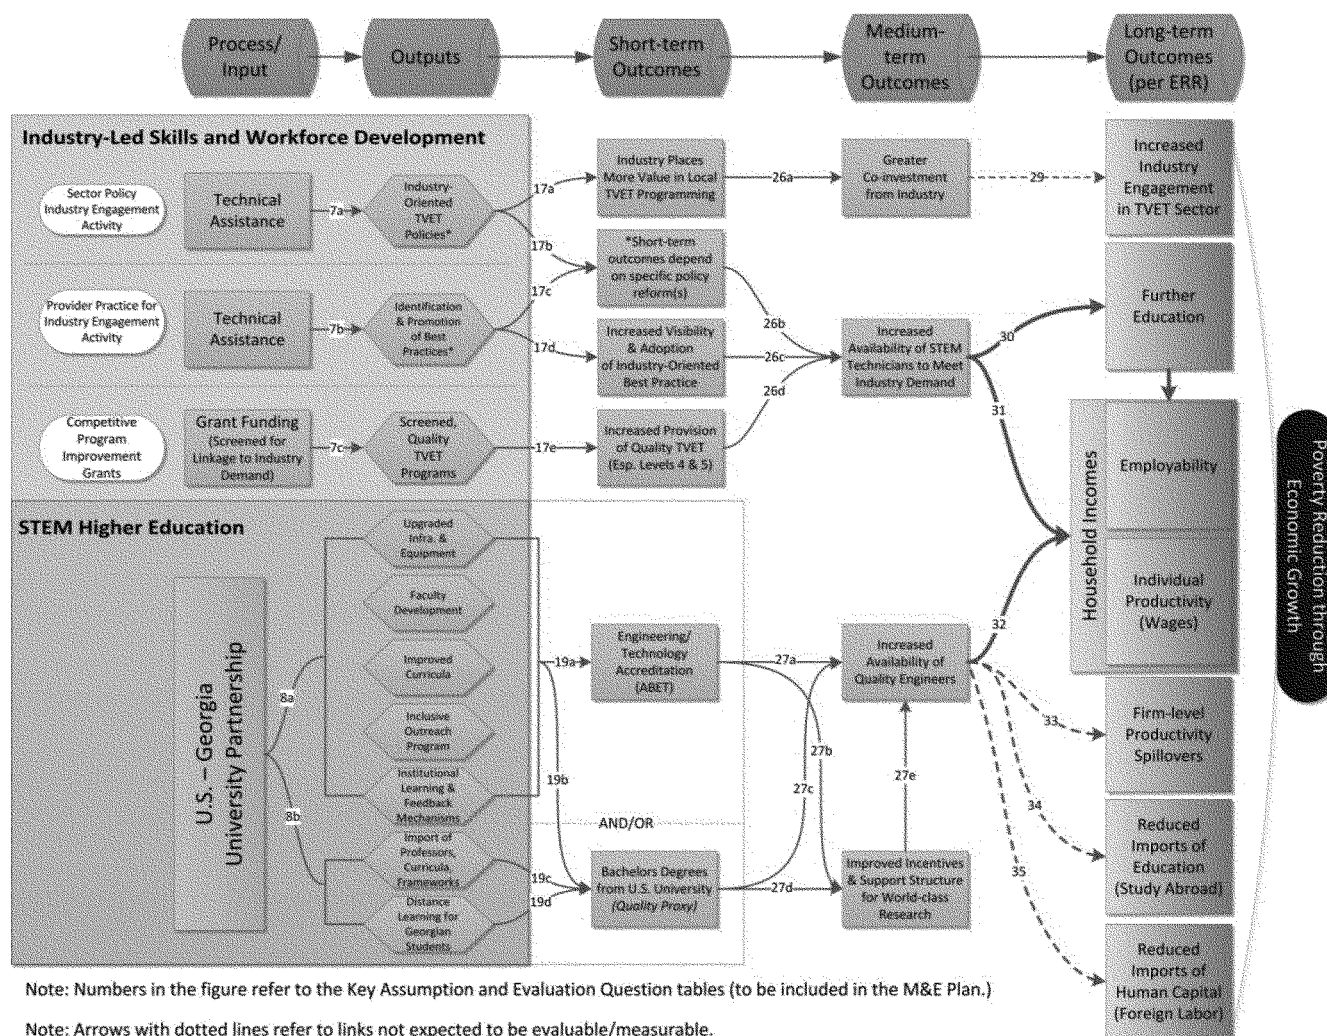 Process/
Input
Outputs
Short-term
Outcomes
Medium-
term
Outcomes
Long-term
Outcomes
(per ERR)
Industry-Led Skills and Workforce Development
Sector Policy
Industry Engagement
Activity
Technical
Assistance
7a
Industry-
Oriented
TVET
Policies*
17a
17b
Industry Places
More Value in Local
TVET Programming
26a
Greater
Co-investment
from Industry
29
Increased
Industry
Engagement
in TVET Sector
*Short-term
outcomes depend
on specific policy
reform(s)
Provider Practice for
Industry Engagement
Activity
Technical
Assistance
7b
Identification
& Promotion
of Best
Practices*
17c
17d
Increased Visibility
& Adoption
of Industry-Oriented
Best Practice
26b
26c
26d
Increased
Availability of STEM
Technicians to Meet
Industry Demand
30
31
Further
Education
Competitive
Program
Improvement
Grants
Grant Funding
(Screened for
Linkage to Industry
Demand)
7c
Screened,
Quality
TVET
Programs
17e
Increased Provision
of Quality TVET
(Esp. Levels 4 & 5)
Household Incomes
Employability
Individual
Productivity
(Wages)
Poverty Reduction through
Economic Growth
STEM Higher Education
U.S. – Georgia
University Partnership
8a
8b
Upgraded
Infra. &
Equipment
Faculty
Development
Improved
Curricula
Inclusive
Outreach
Program
Institutional
Learning &
Feedback
Mechanisms
Import of
Professors,
Curricula,
Frameworks
Distance
Learning for
Georgian
Students
19a
19b
19c
19d
Engineering/
Technology
Accreditation
(ABET)
AND/OR
Bachelors Degrees
from U.S. University
(Quality Proxy)
27a
27b
27c
27d
27e
Increased
Availability of
Quality Engineers
Improved Incentives
& Support Structure
for World-class
Research
32
33
34
35
Firm-level
Productivity
Spillovers
Reduced
Imports of
Education
(Study Abroad)
Reduced
Imports of
Human Capital
(Foreign Labor)
Note: Numbers in the figure refer to the Key Assumption and Evaluation Question tables (to be included in the M&E Plan.)
Note: Arrows with dotted lines refer to links not expected to be evaluable/measurable.